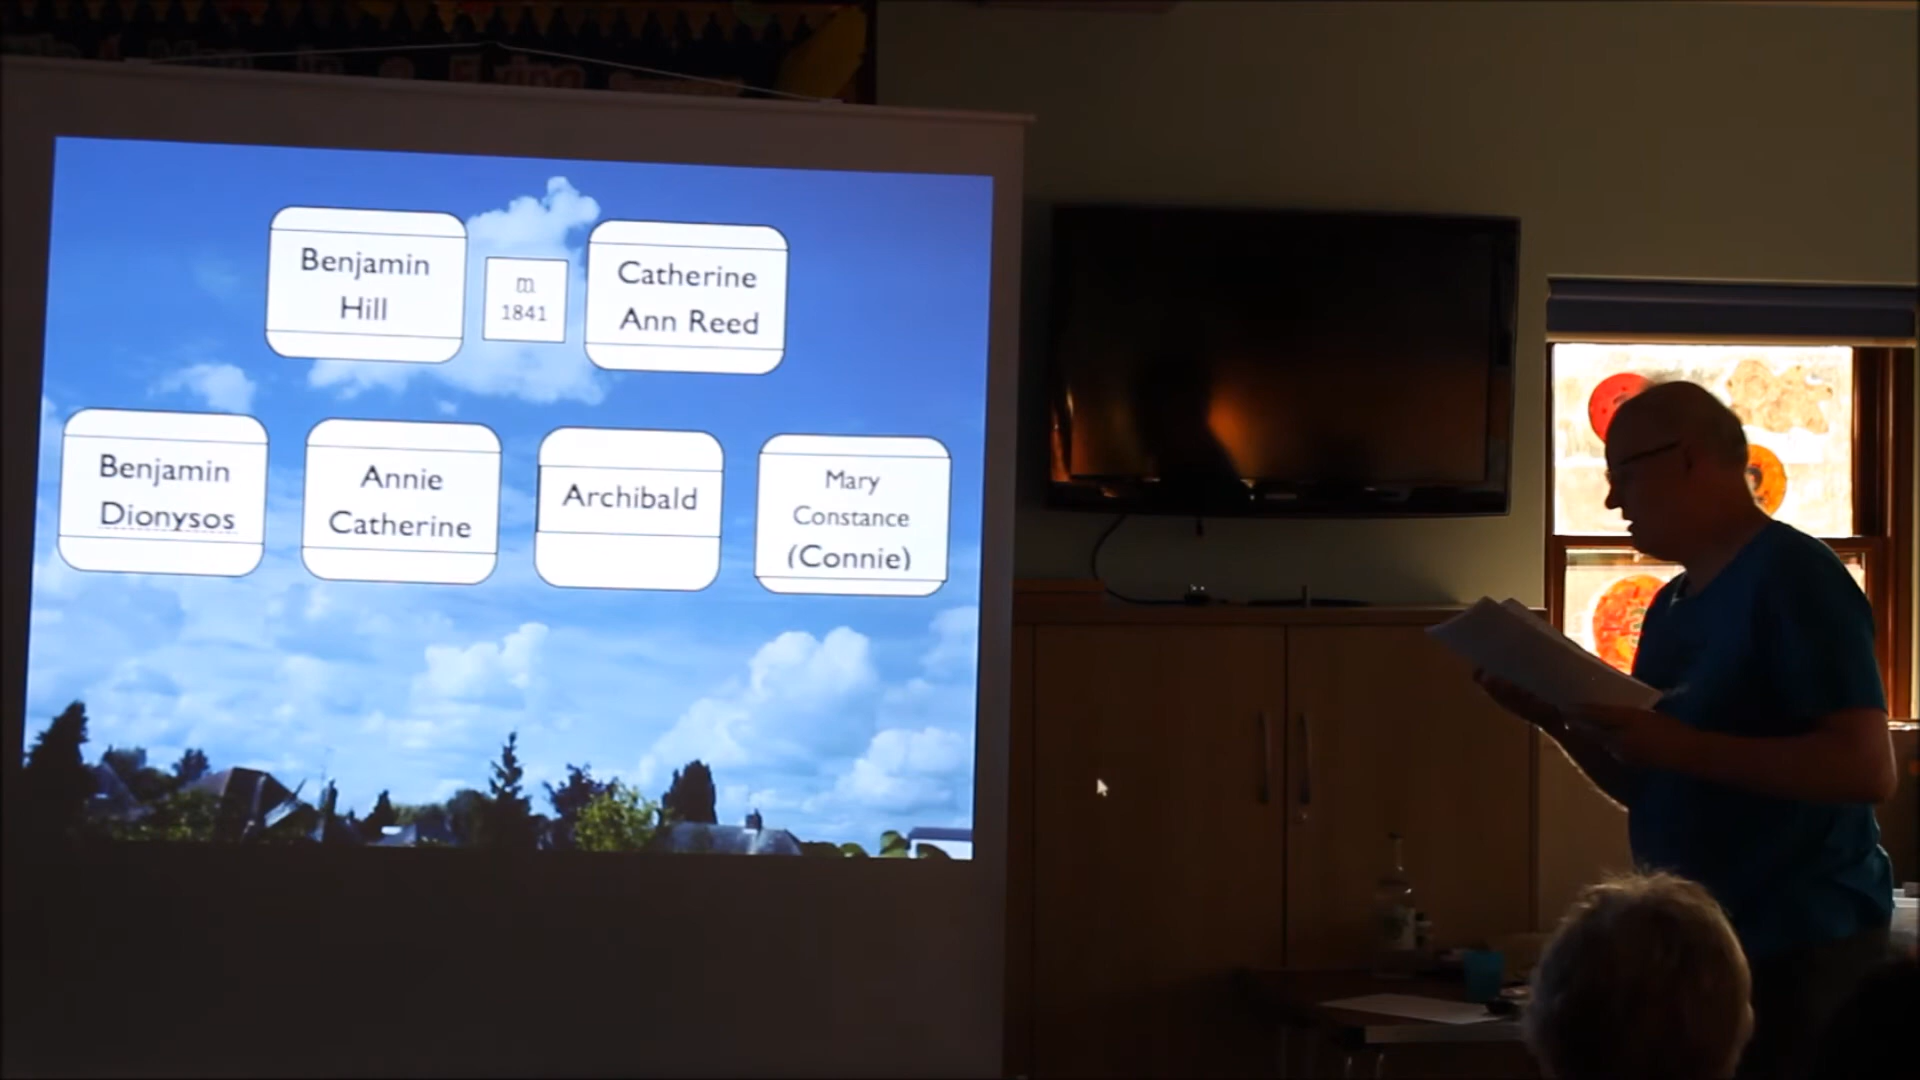 Benjamin
Hill
m
1841
Catherine
Ann Reed
Benjamin
Dionysos
Annie
Catherine
Archibald
Mary
Constance
(Connie)